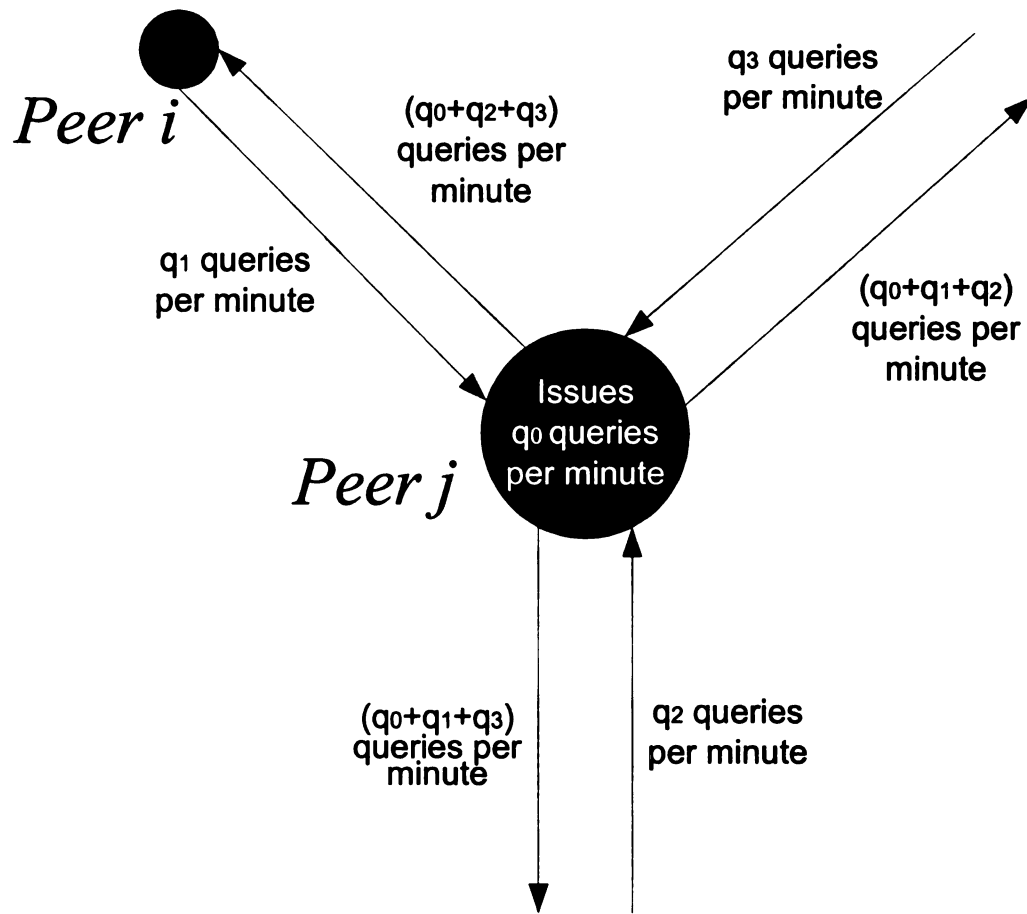 Peer i
(q0+q2+q3)
queries per
minute
q3 queries
per minute
q1 queries
per minute
(q0+q1+q2)
queries per
minute
Issues
q0 queries
per minute
Peer j
(q0+q1+q3)
queries per
minute
q2 queries
per minute